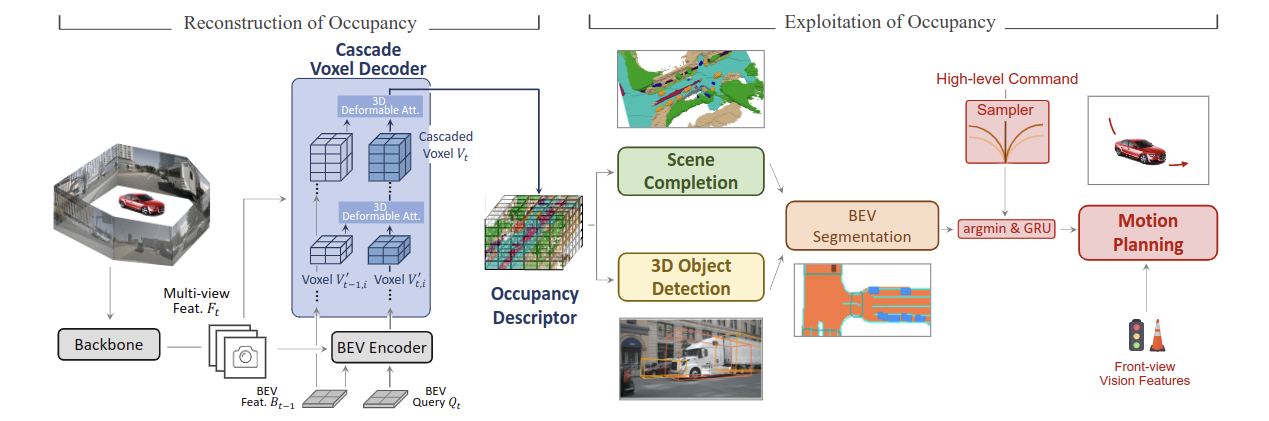 Reconstruction of Occupancy
Exploitation of Occupancy
Cascade
Voxel Decoder
3D
Deformable Att.
Cascaded
Voxel V_t
3D
Deformable Att.
Voxel V'_{t-1,i}
Voxel V'_{t,i}
Multi-view
Feat. F_t
Backbone
BEV Encoder
BEV
Feat. B_{t-1}
BEV
Query Q_t
Occupancy
Descriptor
Scene
Completion
3D Object
Detection
BEV
Segmentation
High-level Command
Sampler
argmin & GRU
Motion
Planning
Front-view
Vision Features